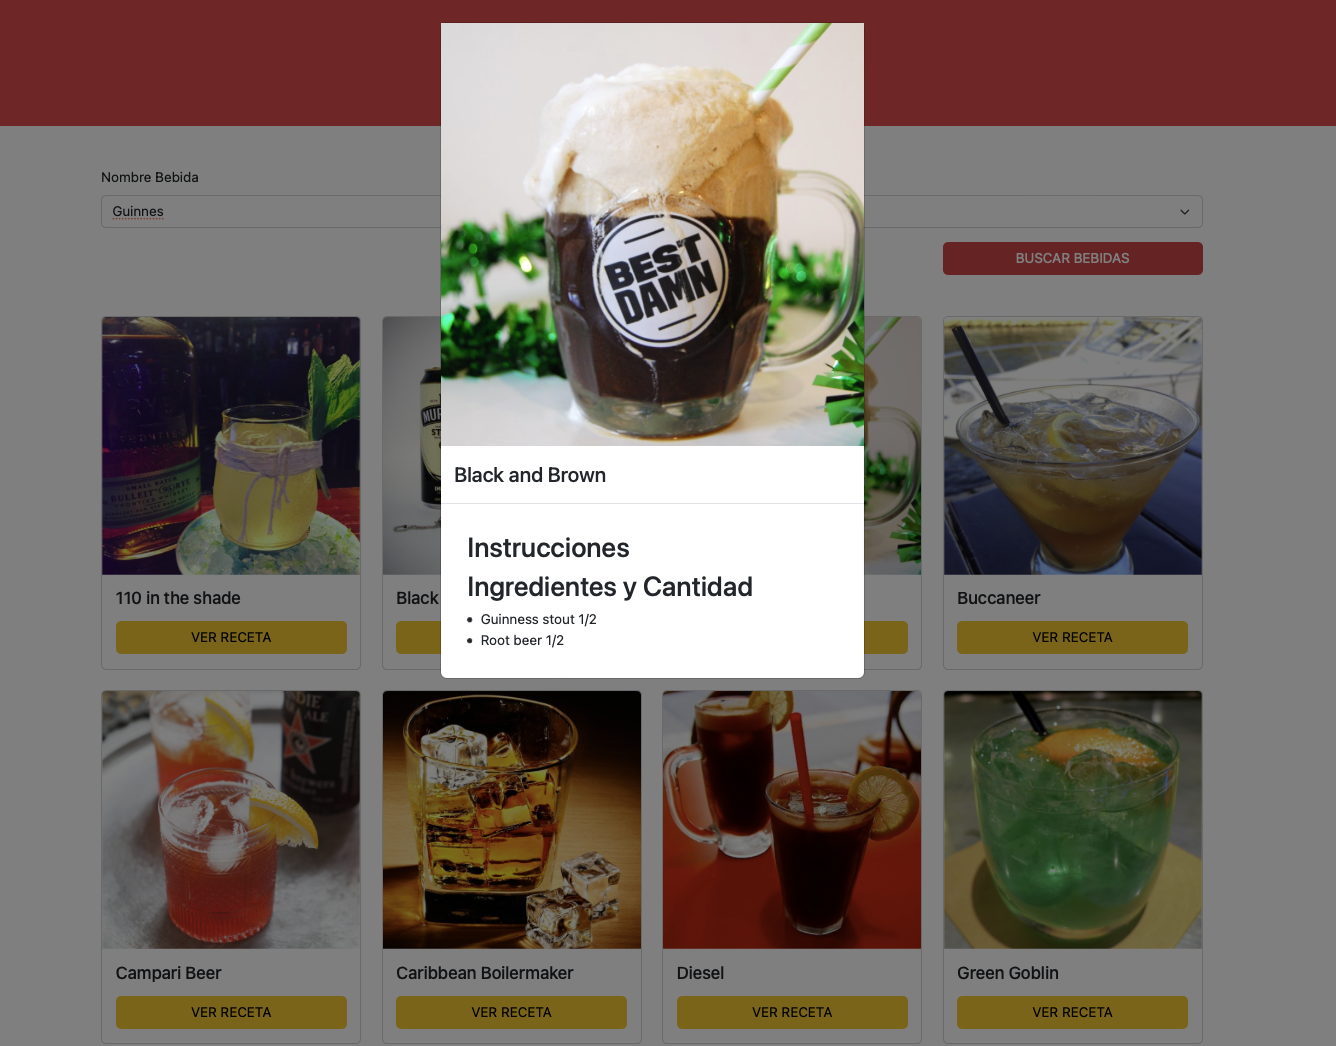 Nombre Bebida
Guinnes
BUSCAR BEBIDAS
BEST
DAMN
Black and Brown
Instrucciones
Ingredientes y Cantidad
Guinness stout 1/2
Root beer 1/2
110 in the shade
VER RECETA
Black
Buccaneer
VER RECETA
Campari Beer
VER RECETA
Caribbean Boilermaker
VER RECETA
Diesel
VER RECETA
Green Goblin
VER RECETA